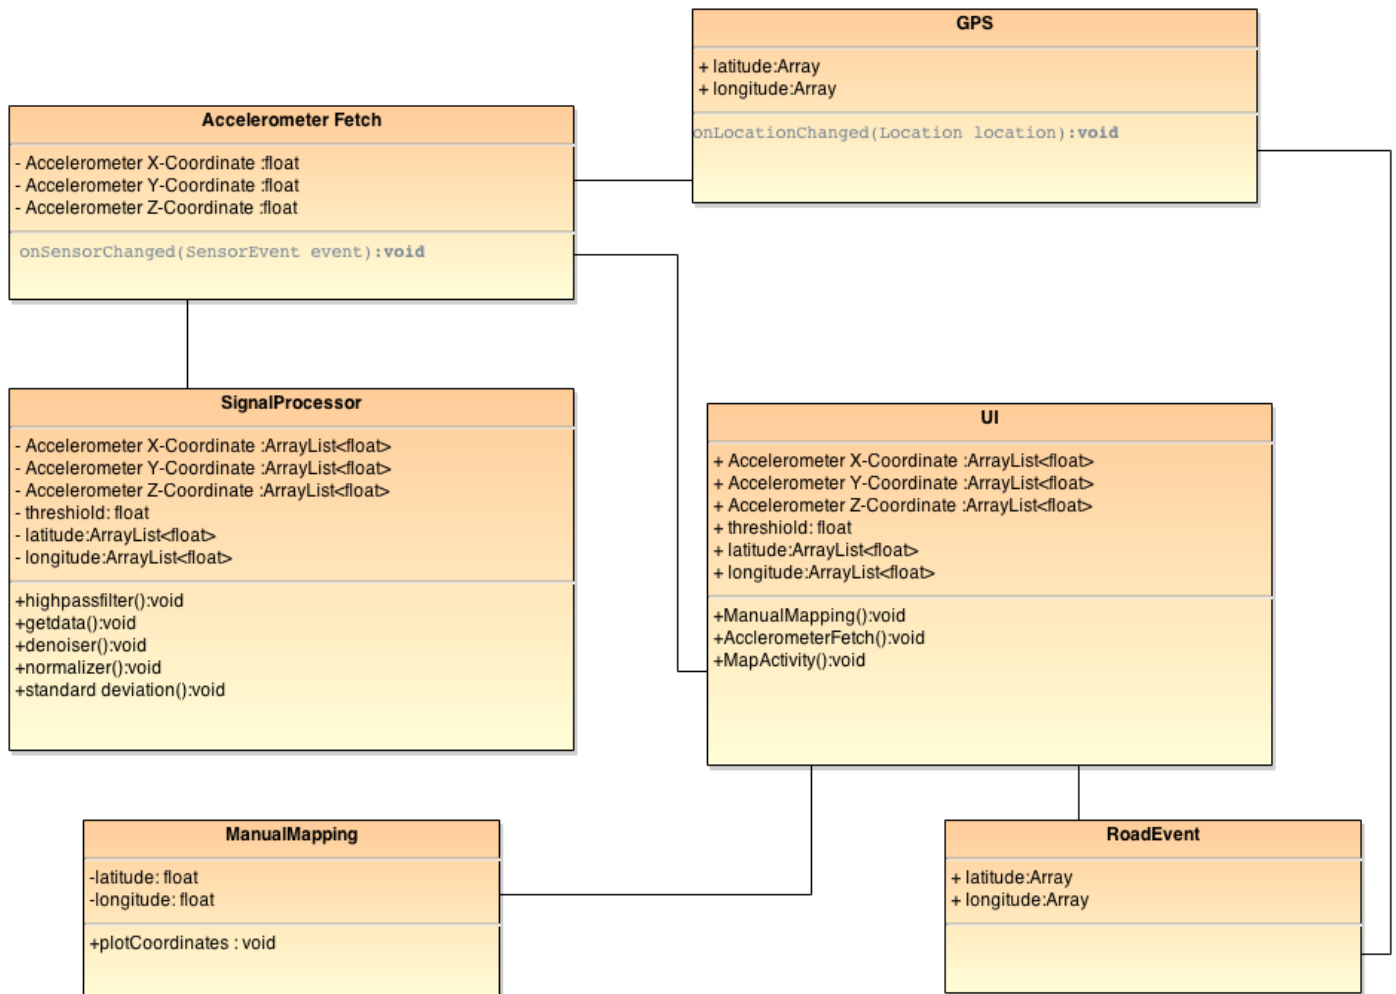 GPS
+ latitude:Array
+ longitude:Array
onLocationChanged(Location location):void
Accelerometer Fetch
- Accelerometer X-Coordinate :float
- Accelerometer Y-Coordinate :float
- Accelerometer Z-Coordinate :float
onSensorChanged(SensorEvent event):void
SignalProcessor
- Accelerometer X-Coordinate :ArrayList<float>
- Accelerometer Y-Coordinate :ArrayList<float>
- Accelerometer Z-Coordinate :ArrayList<float>
- threshiold: float
- latitude:ArrayList<float>
- longitude:ArrayList<float>
+highpassfilter():void
+getdata():void
+denoiser():void
+normalizer():void
+standard deviation():void
UI
+ Accelerometer X-Coordinate :ArrayList<float>
+ Accelerometer Y-Coordinate :ArrayList<float>
+ Accelerometer Z-Coordinate :ArrayList<float>
+ threshiold: float
+ latitude:ArrayList<float>
+ longitude:ArrayList<float>
+ManualMapping():void
+AcclerometerFetch():void
+MapActivity():void
ManualMapping
-latitude: float
-longitude: float
+plotCoordinates : void
RoadEvent
+ latitude:Array
+ longitude:Array